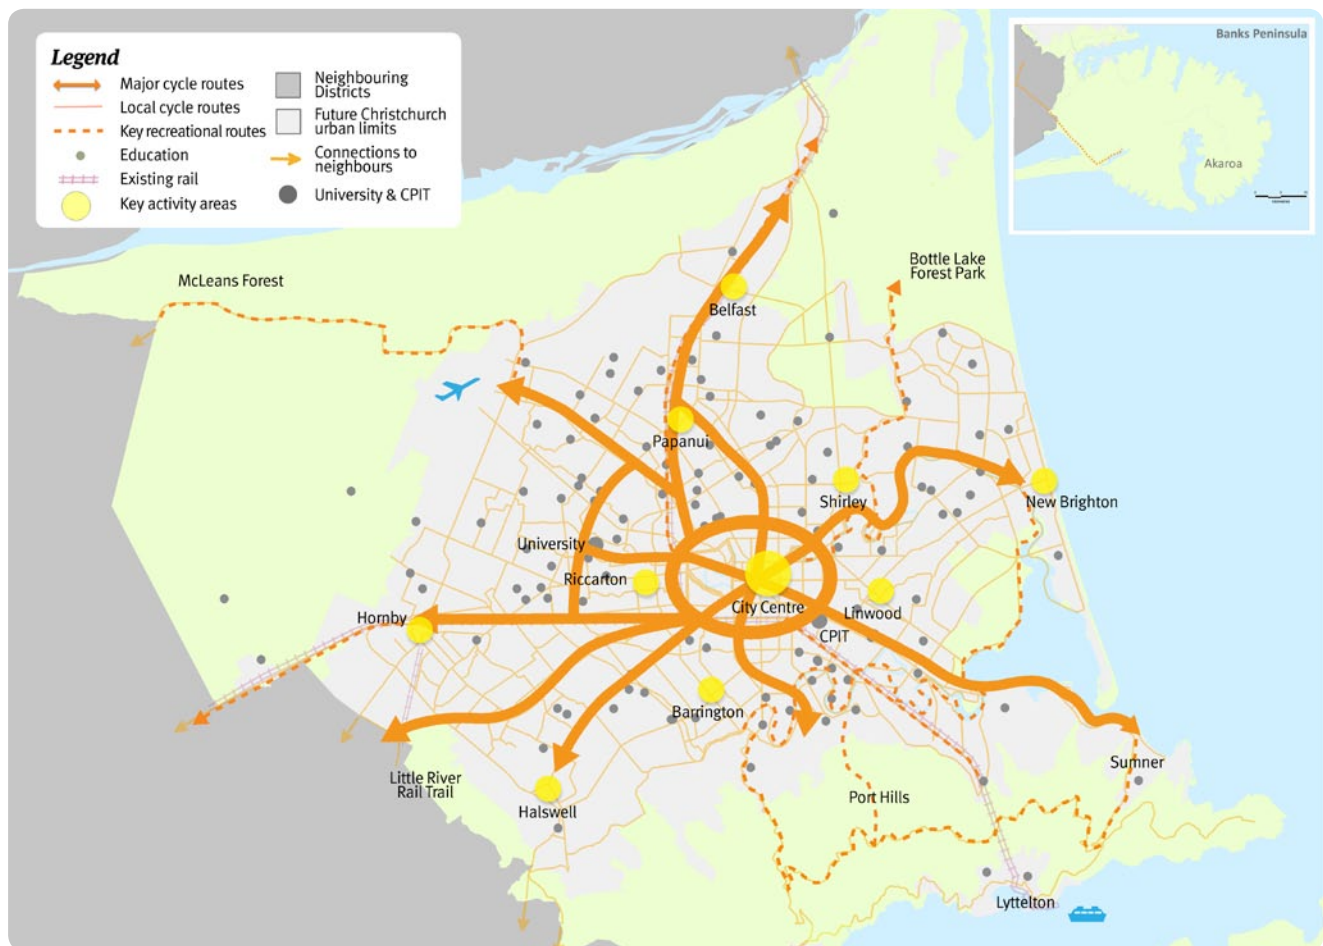 Legend
Major cycle routes
Local cycle routes
Key recreational routes
Education
Existing rail
Key activity areas
Neighbouring
Districts
Future Christchurch
urban limits
Connections to
neighbours
University & CPIT
Banks Peninsula
Akaroa
McLeans Forest
Bottle Lake
Forest Park
Belfast
Papanui
Shirley
New Brighton
University
Riccarton
City Centre
Linwood
Hornby
CPIT
Barrington
Little River
Rail Trail
Halswell
Port Hills
Sumner
Lyttelton